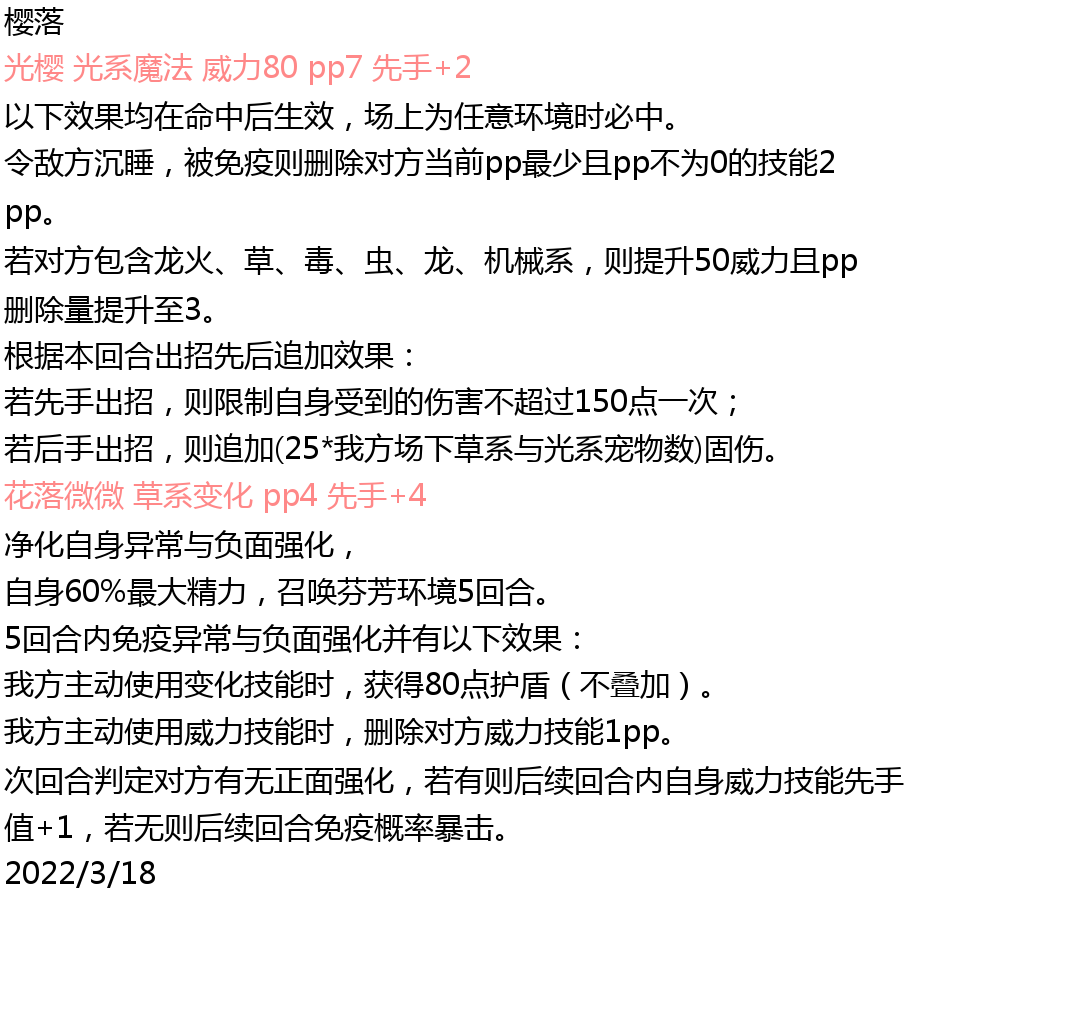 樱落
光樱 光系魔法 威力80 pp7 先手+2
以下效果均在命中后生效，场上为任意环境时必中。
令敌方沉睡，被免疫则删除对方当前pp最少且pp不为0的技能2
pp。
若对方包含龙火、草、毒、虫、龙、机械系，则提升50威力且pp
删除量提升至3。
根据本回合出招先后追加效果：
若先手出招，则限制自身受到的伤害不超过150点一次；
若后手出招，则追加(25*我方场下草系与光系宠物数)固伤。
花落微微 草系变化 pp4 先手+4
净化自身异常与负面强化，
自身60%最大精力，召唤芬芳环境5回合。
5回合内免疫异常与负面强化并有以下效果：
我方主动使用变化技能时，获得80点护盾（不叠加）。
我方主动使用威力技能时，删除对方威力技能1pp。
次回合判定对方有无正面强化，若有则后续回合内自身威力技能先手
值+1，若无则后续回合免疫概率暴击。
2022/3/18